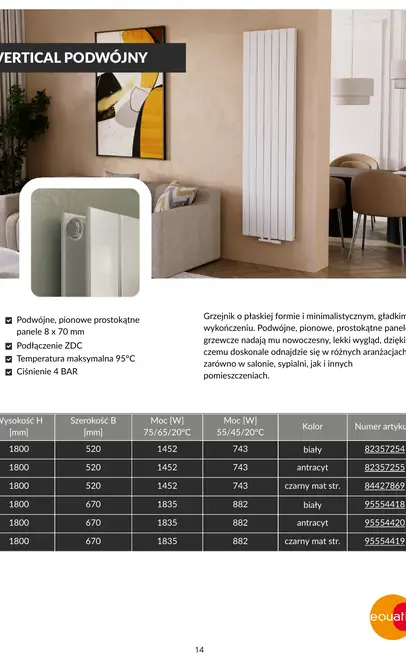 VERTICAL PODWÓJNY
Podwójne, pionowe prostokątne
panele 8 x 70 mm
Podłączenie ZDC
Temperatura maksymalna 95°C
Ciśnienie 4 BAR
Grzejnik o płaskiej formie i minimalistycznym, gładkim
wykończeniu. Podwójne, pionowe, prostokątne panele
grzewcze nadają mu nowoczesny, lekki wygląd, dzięki
czemu doskonale odnajdzie się w różnych aranżacjach
zarówno w salonie, sypialni, jak i innych
pomieszczeniach.
Wysokość H [mm] Szerokość B [mm] Moc [W] 75/65/20°C Moc [W] 55/45/20°C Kolor Numer artyku
1800 520 1452 743 biały 82357254
1800 520 1452 743 antracyt 82357255
1800 520 1452 743 czarny mat str. 84427869
1800 670 1835 882 biały 95554418
1800 670 1835 882 antracyt 95554420
1800 670 1835 882 czarny mat str. 95554419
equati
14